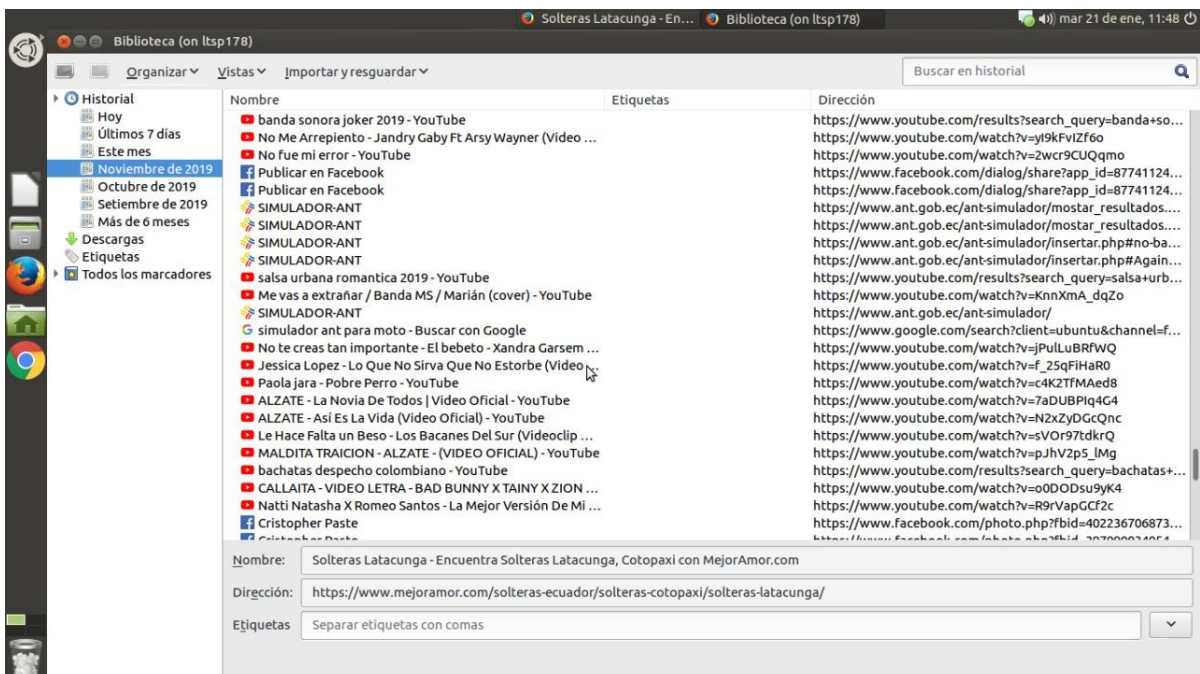 Solteras Latacunga - En... Biblioteca (on ltsp178) mar 21 de ene, 11:48
Biblioteca (on ltsp178)
Organizar Vistas Importar y resguardar Buscar en historial
Historial
Hoy
Últimos 7 días
Este mes
Noviembre de 2019
Octubre de 2019
Setiembre de 2019
Más de 6 meses
Descargas
Etiquetas
Todos los marcadores
Nombre Etiquetas Dirección
banda sonora joker 2019 - YouTube https://www.youtube.com/results?search_query=banda+so...
No Me Arrepiento - Jandry Gaby Ft Arsy Wayner (Video ... https://www.youtube.com/watch?v=yI9kFvIZf6o
No fue mi error - YouTube https://www.youtube.com/watch?v=2wcr9CUQqmo
Publicar en Facebook https://www.facebook.com/dialog/share?app_id=87741124...
Publicar en Facebook https://www.facebook.com/dialog/share?app_id=87741124...
SIMULADOR-ANT https://www.ant.gob.ec/ant-simulador/mostar_resultados....
SIMULADOR-ANT https://www.ant.gob.ec/ant-simulador/mostar_resultados....
SIMULADOR-ANT https://www.ant.gob.ec/ant-simulador/insertar.php#no-ba...
SIMULADOR-ANT https://www.ant.gob.ec/ant-simulador/insertar.php#Again...
salsa urbana romantica 2019 - YouTube https://www.youtube.com/results?search_query=salsa+urb...
Me vas a extrañar / Banda MS / Marián (cover) - YouTube https://www.youtube.com/watch?v=KnnXmA_dqZo
SIMULADOR-ANT https://www.ant.gob.ec/ant-simulador/
simulador ant para moto - Buscar con Google https://www.google.com/search?client=ubuntu&channel=f...
No te creas tan importante - El bebeto - Xandra Garsem ... https://www.youtube.com/watch?v=jPulLuBRfWQ
Jessica Lopez - Lo Que No Sirva Que No Estorbe (Video ... https://www.youtube.com/watch?v=f_25qFiHaR0
Paola jara - Pobre Perro - YouTube https://www.youtube.com/watch?v=c4K2TfMAed8
ALZATE - La Novia De Todos | Video Oficial - YouTube https://www.youtube.com/watch?v=7aDUBPIq4G4
ALZATE - Así Es La Vida (Video Oficial) - YouTube https://www.youtube.com/watch?v=N2xZyDGcQnc
Le Hace Falta un Beso - Los Bacanes Del Sur (Videoclip ... https://www.youtube.com/watch?v=sVOr97tdkrQ
MALDITA TRAICION - ALZATE - (VIDEO OFICIAL) - YouTube https://www.youtube.com/watch?v=pJhV2p5_lMg
bachatas despecho colombiano - YouTube https://www.youtube.com/results?search_query=bachatas+...
CALLAITA - VIDEO LETRA - BAD BUNNY X TAINY X ZION ... https://www.youtube.com/watch?v=o0DODsu9yK4
Natti Natasha X Romeo Santos - La Mejor Versión De Mi ... https://www.youtube.com/watch?v=R9rVapGCf2c
Cristopher Paste https://www.facebook.com/photo.php?fbid=402236706873...
Nombre: Solteras Latacunga - Encuentra Solteras Latacunga, Cotopaxi con MejorAmor.com
Dirección: https://www.mejoramor.com/solteras-ecuador/solteras-cotopaxi/solteras-latacunga/
Etiquetas Separar etiquetas con comas